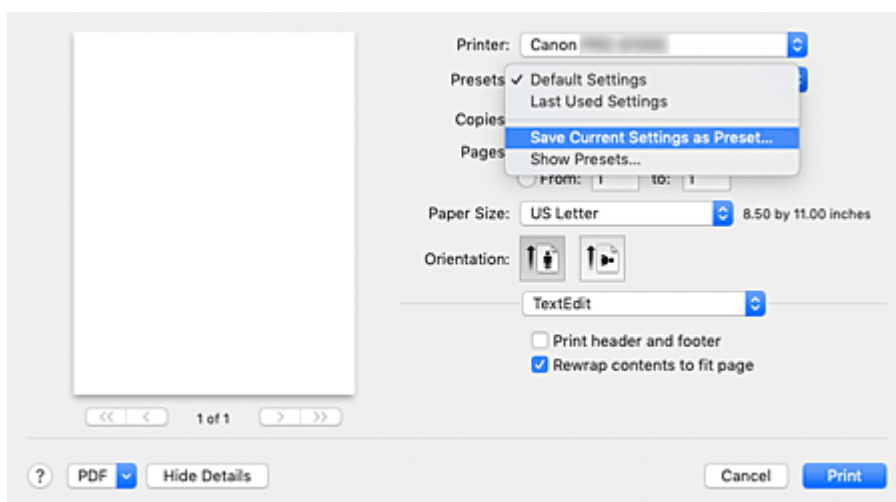 Printer: Canon
Presets ✓ Default Settings
Last Used Settings
Copies
Save Current Settings as Preset...
Pages
Show Presets...
From: 1 to: 1
Paper Size: US Letter 8.50 by 11.00 inches
Orientation:
TextEdit
Print header and footer
Rewrap contents to fit page
<< < 1 of 1 > >>
? PDF Hide Details Cancel Print